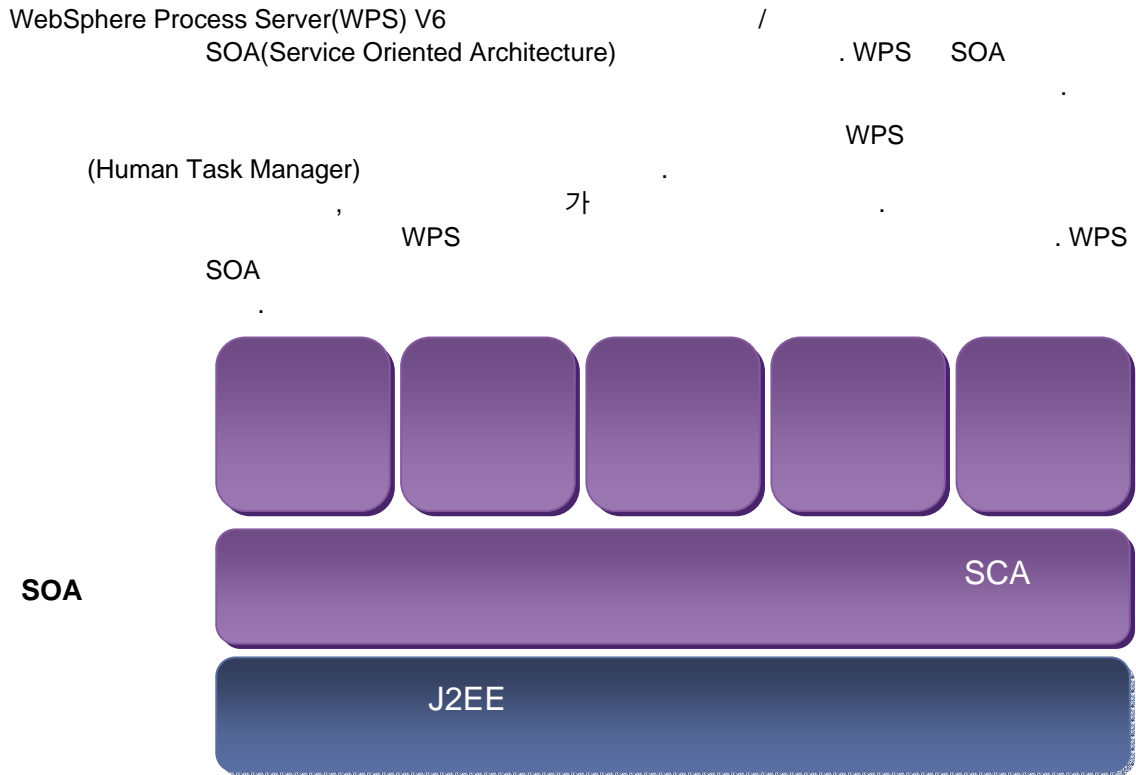 WebSphere Process Server(WPS) V6 /
SOA(Service Oriented Architecture) . WPS SOA
.
WPS
(Human Task Manager) .
, 가 .
WPS . WPS
SOA
.
SCA
SOA
J2EE